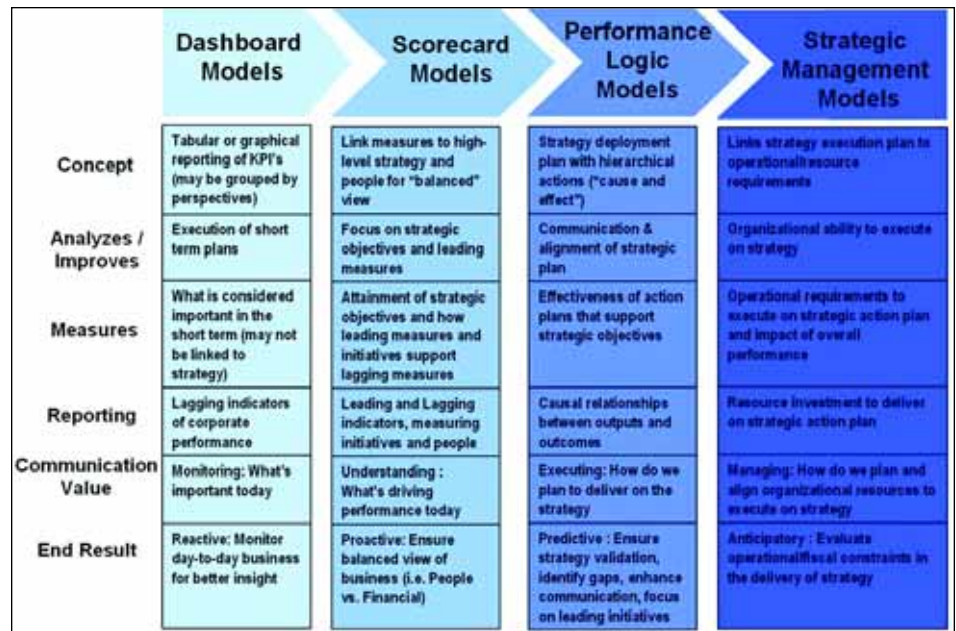 Dashboard
Models
Scorecard
Models
Performance
Logic
Models
Strategic
Management
Models
Concept
Tabular or graphical
reporting of KPI's
(may be grouped by
perspectives)
Link measures to high-
level strategy and
people for "balanced"
view
Strategy deployment
plan with hierarchical
actions ("cause and
effect")
Links strategy execution plan to
operational/resource
requirements
Analyzes /
Improves
Execution of short
term plans
Focus on strategic
objectives and leading
measures
Communication &
alignment of strategic
plan
Organizational ability to execute
on strategy
Measures
What is considered
important in the
short term (may not
be linked to
strategy)
Attainment of strategic
objectives and how
leading measures and
initiatives support
lagging measures
Effectiveness of action
plans that support
strategic objectives
Operational requirements to
execute on strategic action plan
and impact of overall
performance
Reporting
Lagging indicators
of corporate
performance
Leading and Lagging
indicators, measuring
initiatives and people
Causal relationships
between outputs and
outcomes
Resource investment to deliver
on strategic action plan
Communication
Value
Monitoring: What's
important today
Understanding :
What's driving
performance today
Executing: How do we
plan to deliver on the
strategy
Managing: How do we plan and
align organizational resources to
execute on strategy
End Result
Reactive: Monitor
day-to-day business
for better insight
Proactive: Ensure
balanced view of
business (i.e. People
vs. Financial)
Predictive : Ensure
strategy validation,
identify gaps, enhance
communication, focus
on leading initiatives
Anticipatory : Evaluate
operational/fiscal constraints in
the delivery of strategy